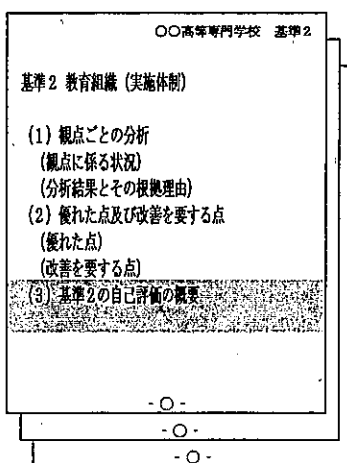 ○○高等専門学校 基準2
基準2 教育組織(実施体制)
(1) 観点ごとの分析
(観点に係る状況)
(分析結果とその根拠理由)
(2) 優れた点及び改善を要する点
(優れた点)
(改善を要する点)
(3) 基準2の自己評価の概要
-○-
-○-
-○-